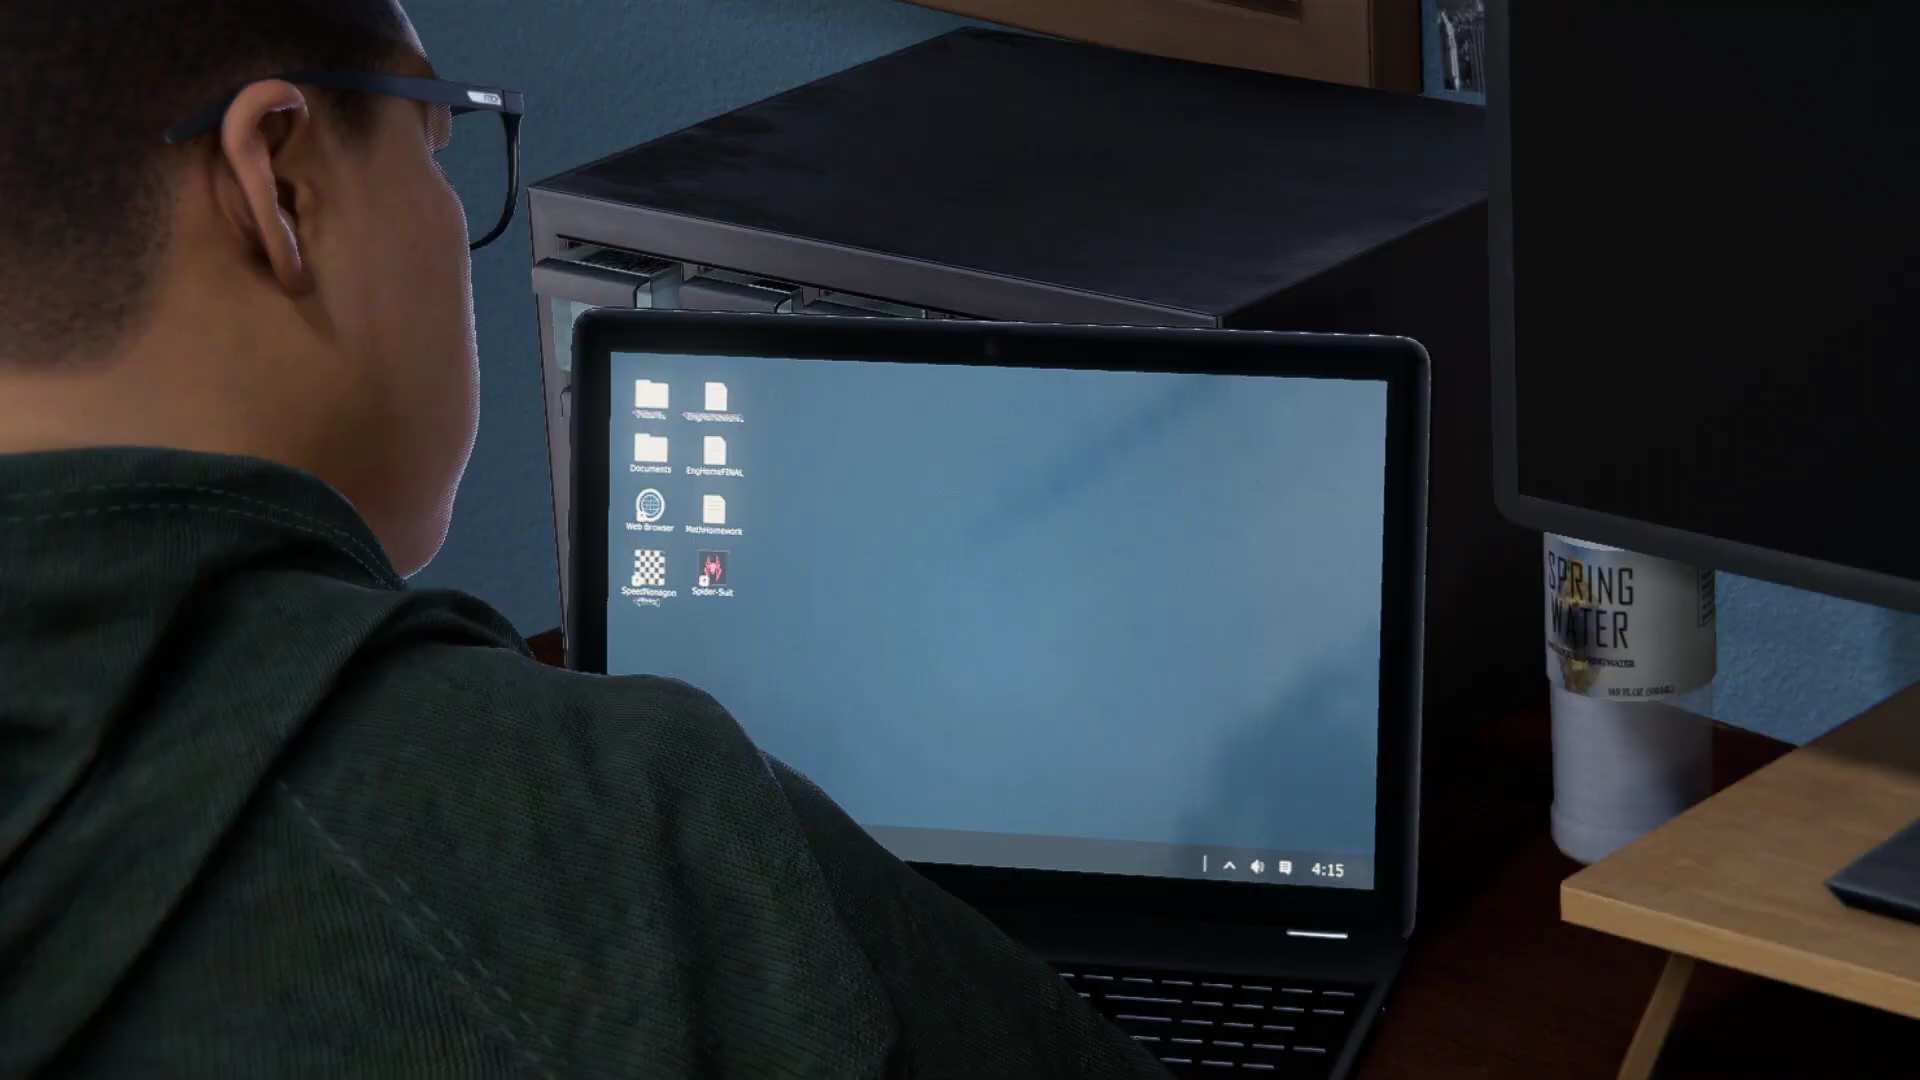 Documents
EngHomeFINAL
Web Browser
MathHomework
SpeedNonagon
Spider-Suit
4:15
SPRING
WATER